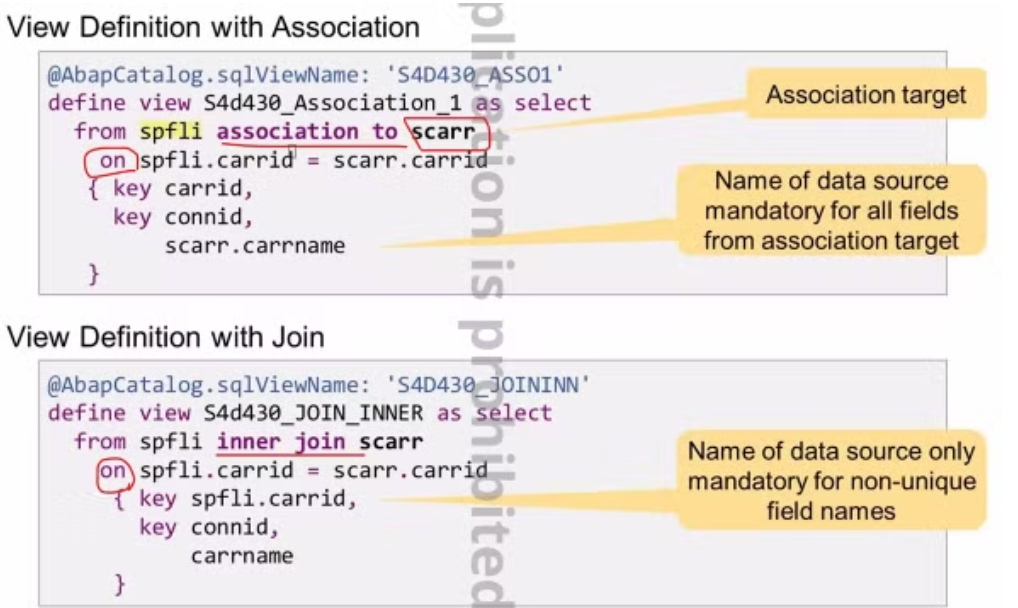 View Definition with Association
@AbapCatalog.sqlViewName: 'S4D430_ASSO1'
define view S4d430_Association_1 as select
from spfli association to scarr
on spfli.carrid = scarr.carrid
{ key carrid,
key connid,
scarr.carrname
}
Association target
Name of data source
mandatory for all fields
from association target
View Definition with Join
@AbapCatalog.sqlViewName: 'S4D430_JOININN'
define view S4d430_JOIN_INNER as select
from spfli inner join scarr
on spfli.carrid = scarr.carrid
{ key spfli.carrid,
key connid,
carrname
}
Name of data source only
mandatory for non-unique
field names
plication is prohibited